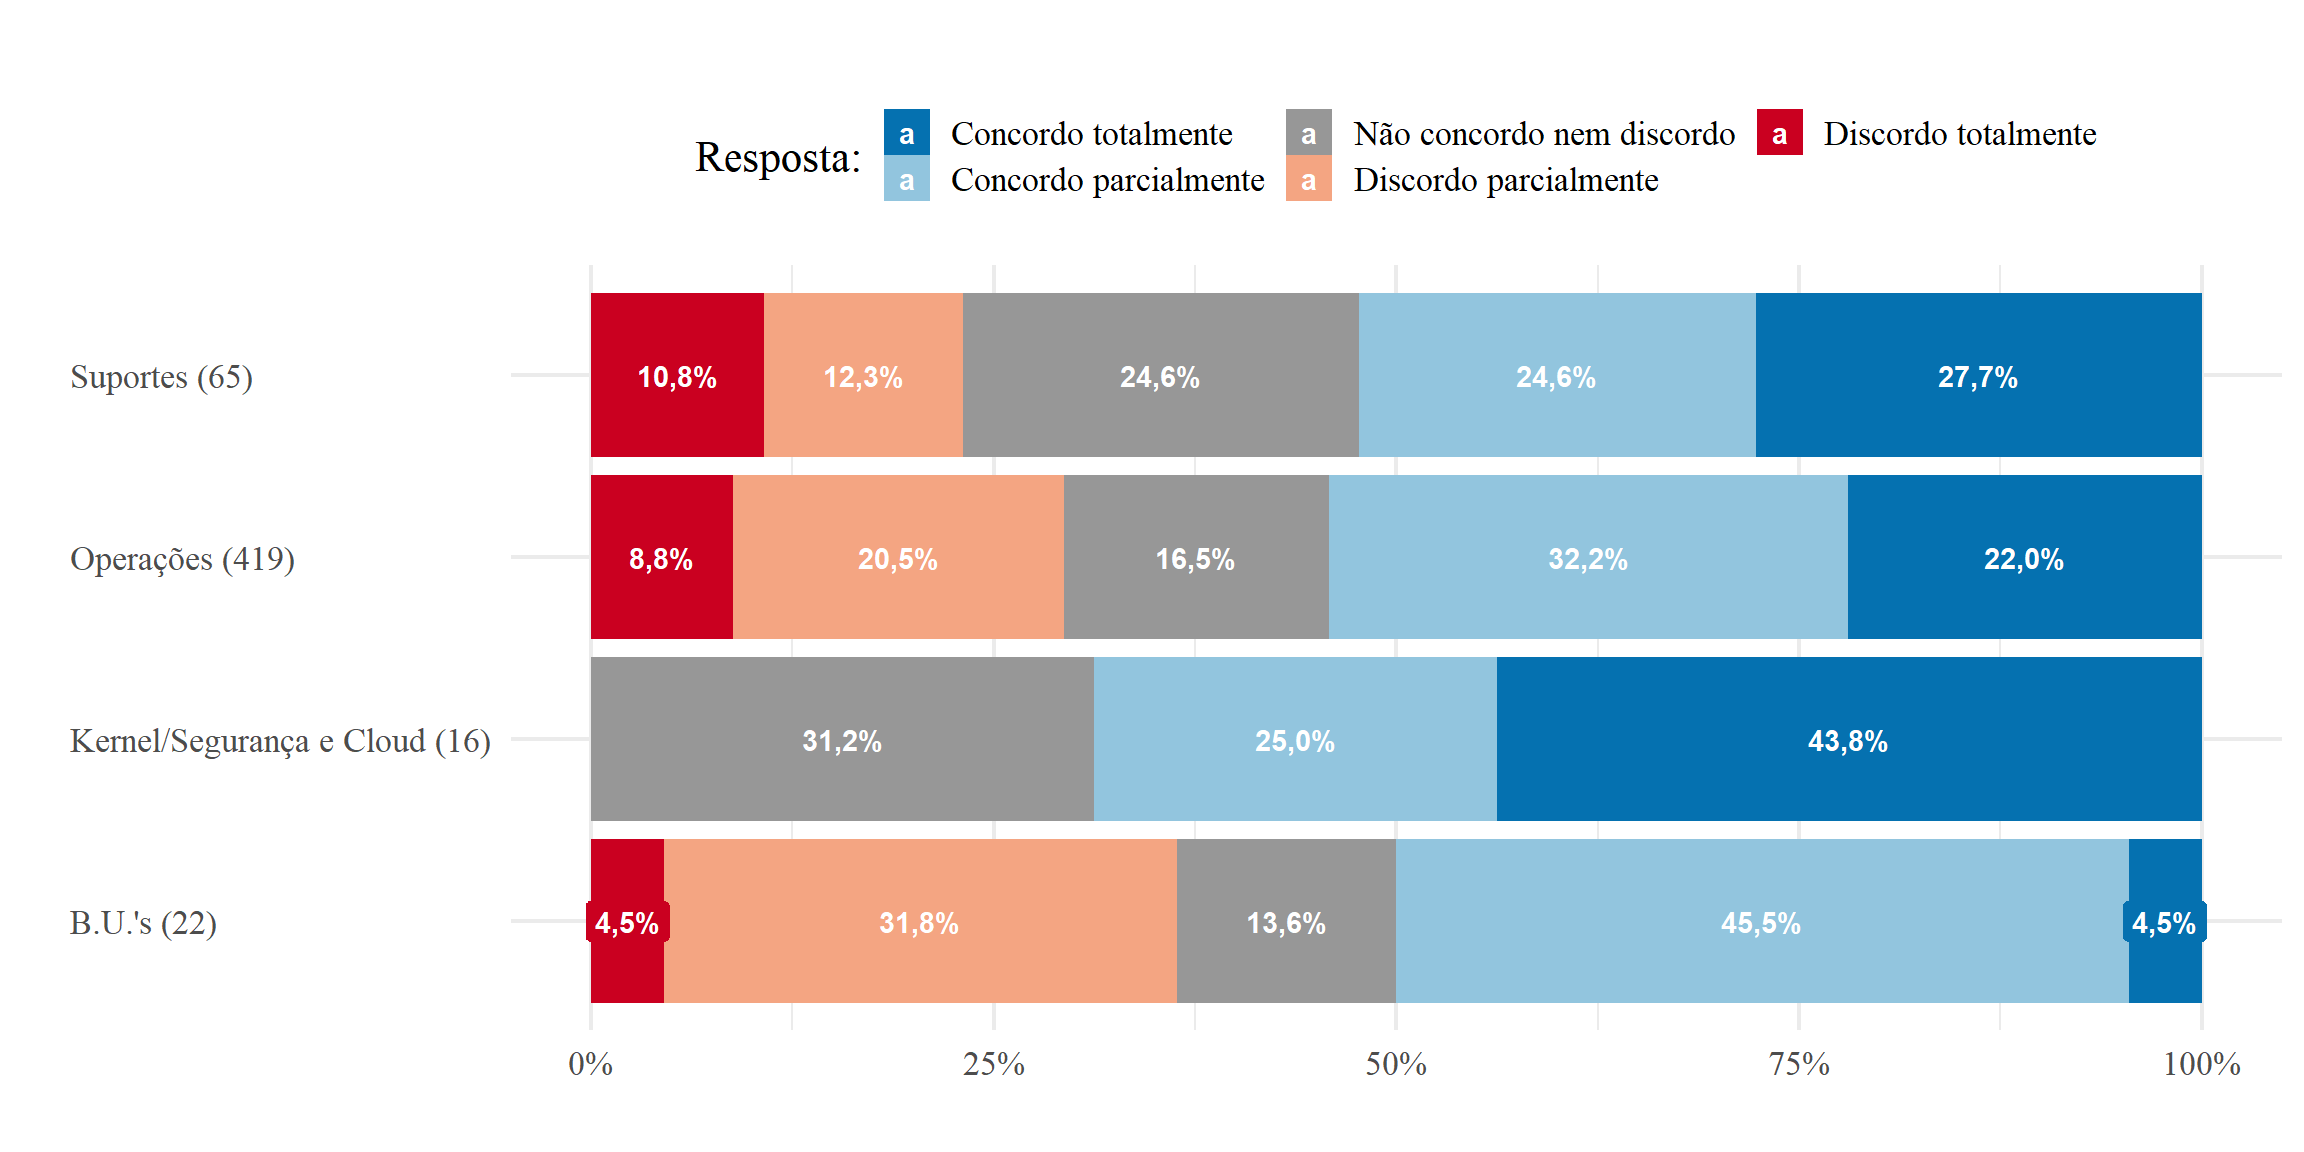 Resposta:
a Concordo totalmente a Não concordo nem discordo a Discordo totalmente
a Concordo parcialmente a Discordo parcialmente
Suportes (65) 10,8% 12,3% 24,6% 24,6% 27,7%
Operações (419) 8,8% 20,5% 16,5% 32,2% 22,0%
Kernel/Segurança e Cloud (16) 31,2% 25,0% 43,8%
B.U.'s (22) 4,5% 31,8% 13,6% 45,5% 4,5%
0% 25% 50% 75% 100%